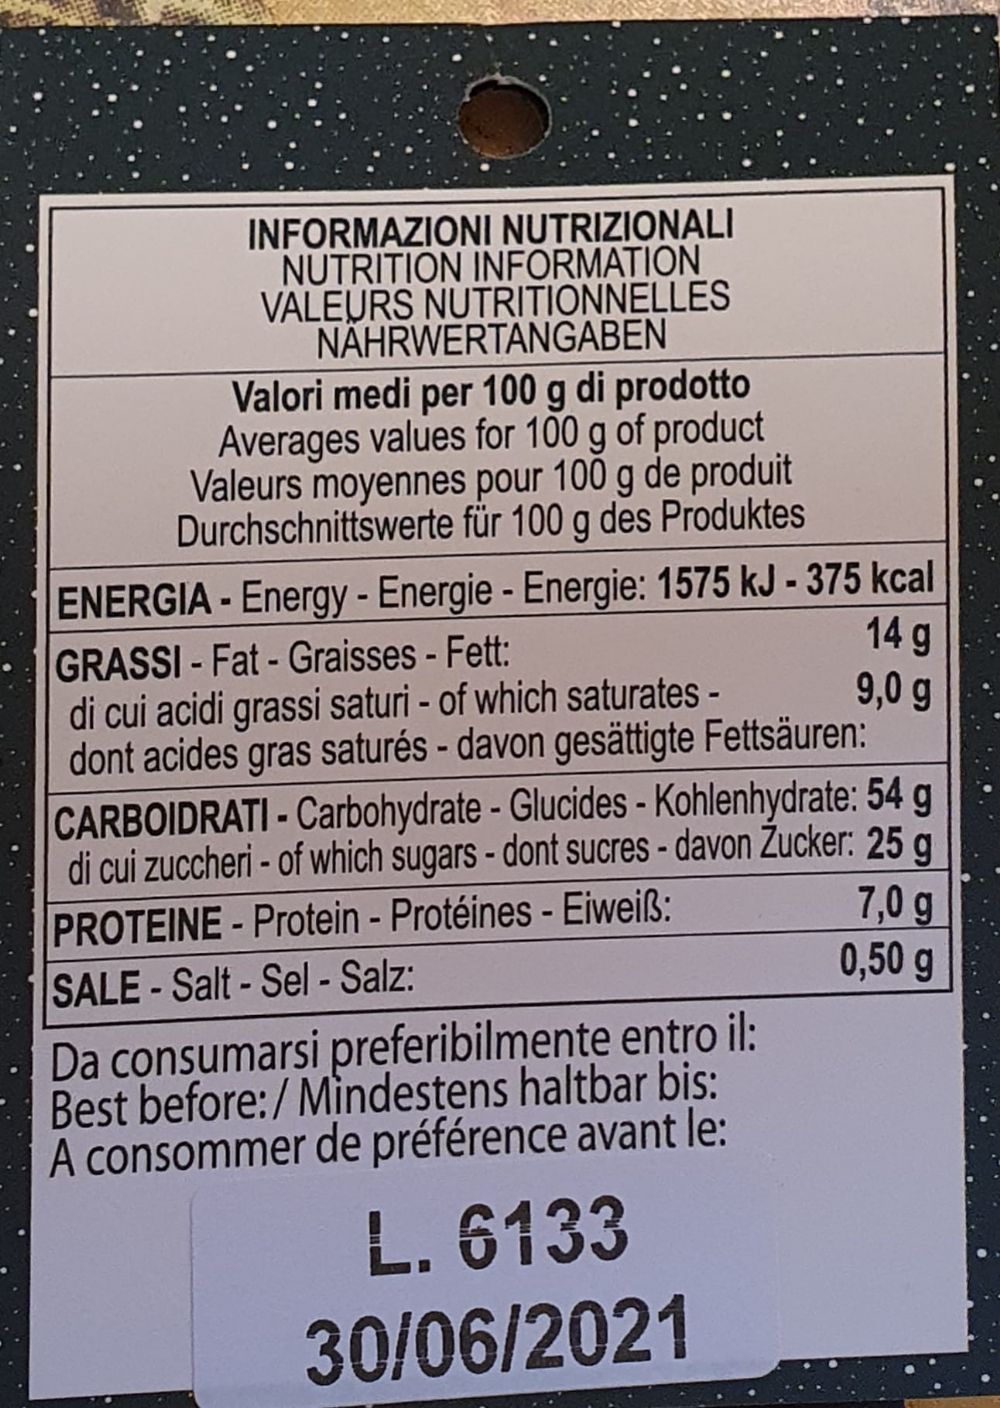 INFORMAZIONI NUTRIZIONALI
NUTRITION INFORMATION
VALEURS NUTRITIONNELLES
NÄHRWERTANGABEN
Valori medi per 100 g di prodotto
Averages values for 100 g of product
Valeurs moyennes pour 100 g de produit
Durchschnittswerte für 100 g des Produktes
ENERGIA - Energy - Energie - Energie: 1575 kJ - 375 kcal
GRASSI - Fat - Graisses - Fett: 14 g
di cui acidi grassi saturi - of which saturates - 9,0 g
dont acides gras saturés - davon gesättigte Fettsäuren:
CARBOIDRATI - Carbohydrate - Glucides - Kohlenhydrate: 54 g
di cui zuccheri - of which sugars - dont sucres - davon Zucker: 25 g
PROTEINE - Protein - Protéines - Eiweiß: 7,0 g
SALE - Salt - Sel - Salz: 0,50 g
Da consumarsi preferibilmente entro il:
Best before: / Mindestens haltbar bis:
A consommer de préférence avant le:
L. 6133
30/06/2021